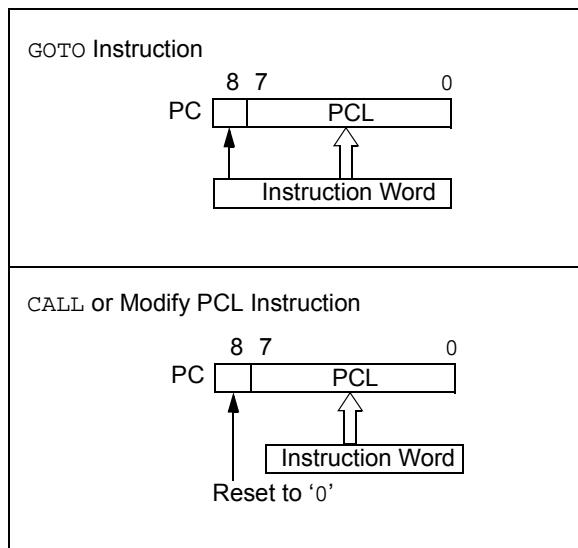 GOTO Instruction
8 7 0
PC PCL
Instruction Word
CALL or Modify PCL Instruction
8 7 0
PC PCL
Instruction Word
Reset to ‘0’